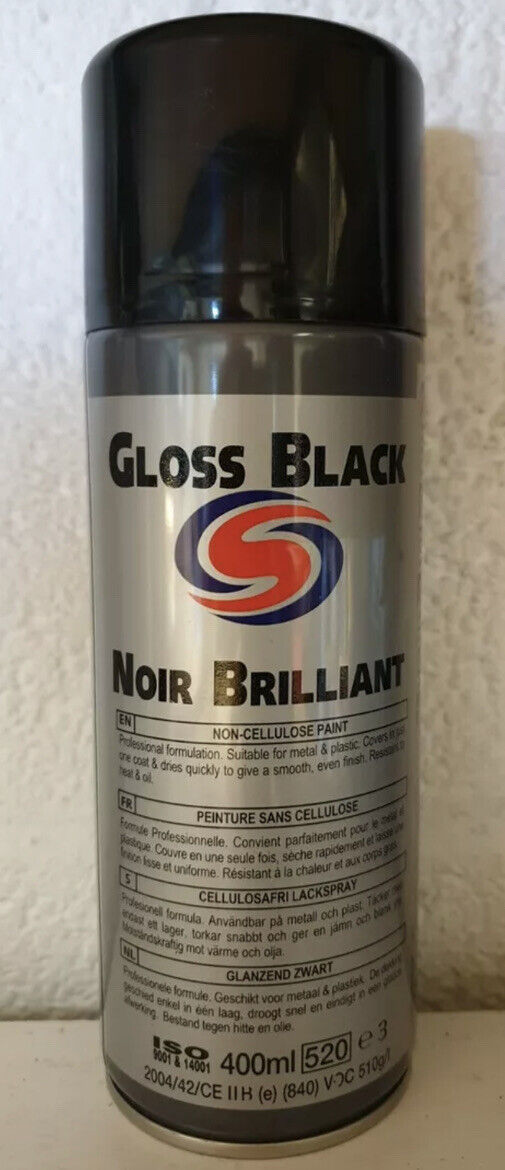 GLOSS BLACK
NOIR BRILLIANT
EN NON-CELLULOSE PAINT
Professional formulation. Suitable for metal & plastic. Covers in just
one coat & dries quickly to give a smooth, even finish. Resistant to
heat & oil.
FR PEINTURE SANS CELLULOSE
Formule Professionnelle. Convient parfaitement pour le métal et
plastique. Couvre en une seule fois, sèche rapidement et laisse une
finition lisse et uniforme. Résistant à la chaleur et aux corps gras.
S CELLULOSAFRI LACKSPRAY
Profesionell formula. Användbar på metall och plast. Täcker med
endast ett lager, torkar snabbt och ger en jämn och blank
Motståndskraftig mot värme och olja.
NL GLANZEND ZWART
Professionele formule. Geschikt voor metaal & plastiek. De dekking
geschied enkel in één laag, droogt snel en eindigt in een gladde
afwerking. Bestand tegen hitte en olie.
ISO
9001 & 14001
400ml 520 e 3
2004/42/CE IIB (e) (840) VOC 510g/l